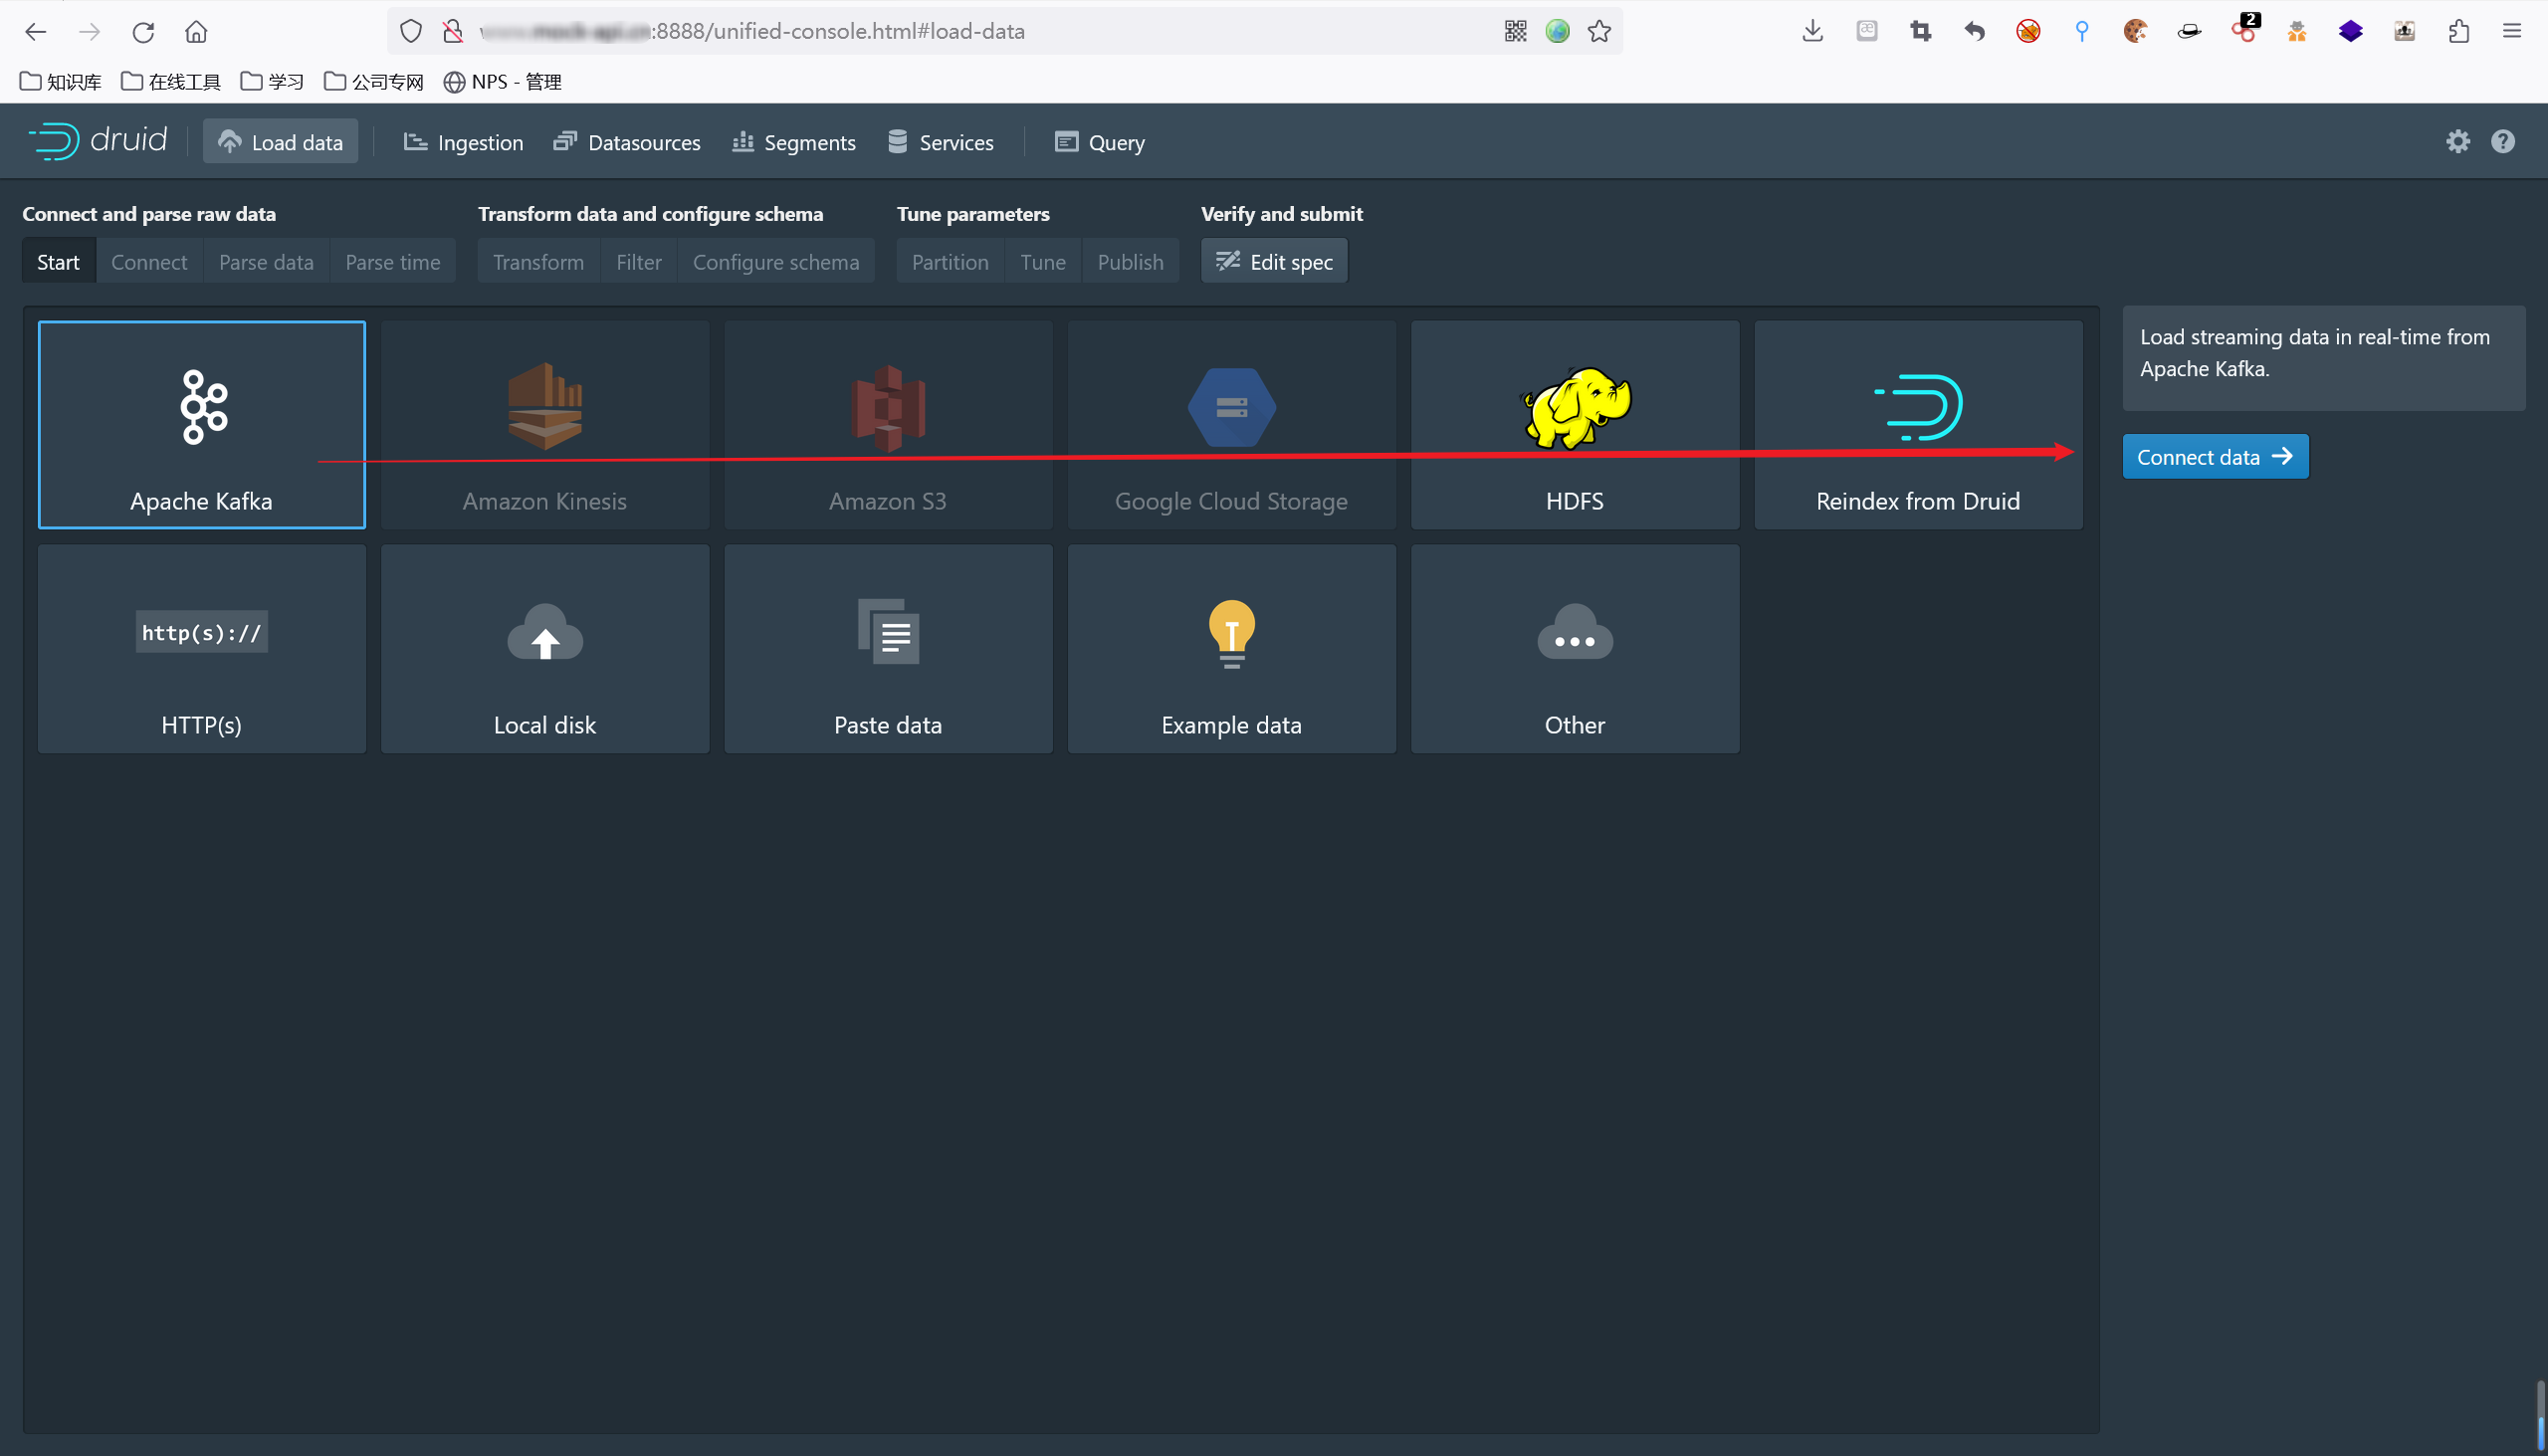 :8888/unified-console.html#load-data
2
知识库 在线工具 学习 公司专网 NPS - 管理
druid Load data Ingestion Datasources Segments Services Query
Connect and parse raw data Transform data and configure schema Tune parameters Verify and submit
Start Connect Parse data Parse time Transform Filter Configure schema Partition Tune Publish Edit spec
Load streaming data in real-time from
Apache Kafka.
Connect data
Apache Kafka Amazon Kinesis Amazon S3 Google Cloud Storage HDFS Reindex from Druid
http(s)://
HTTP(s) Local disk Paste data Example data Other